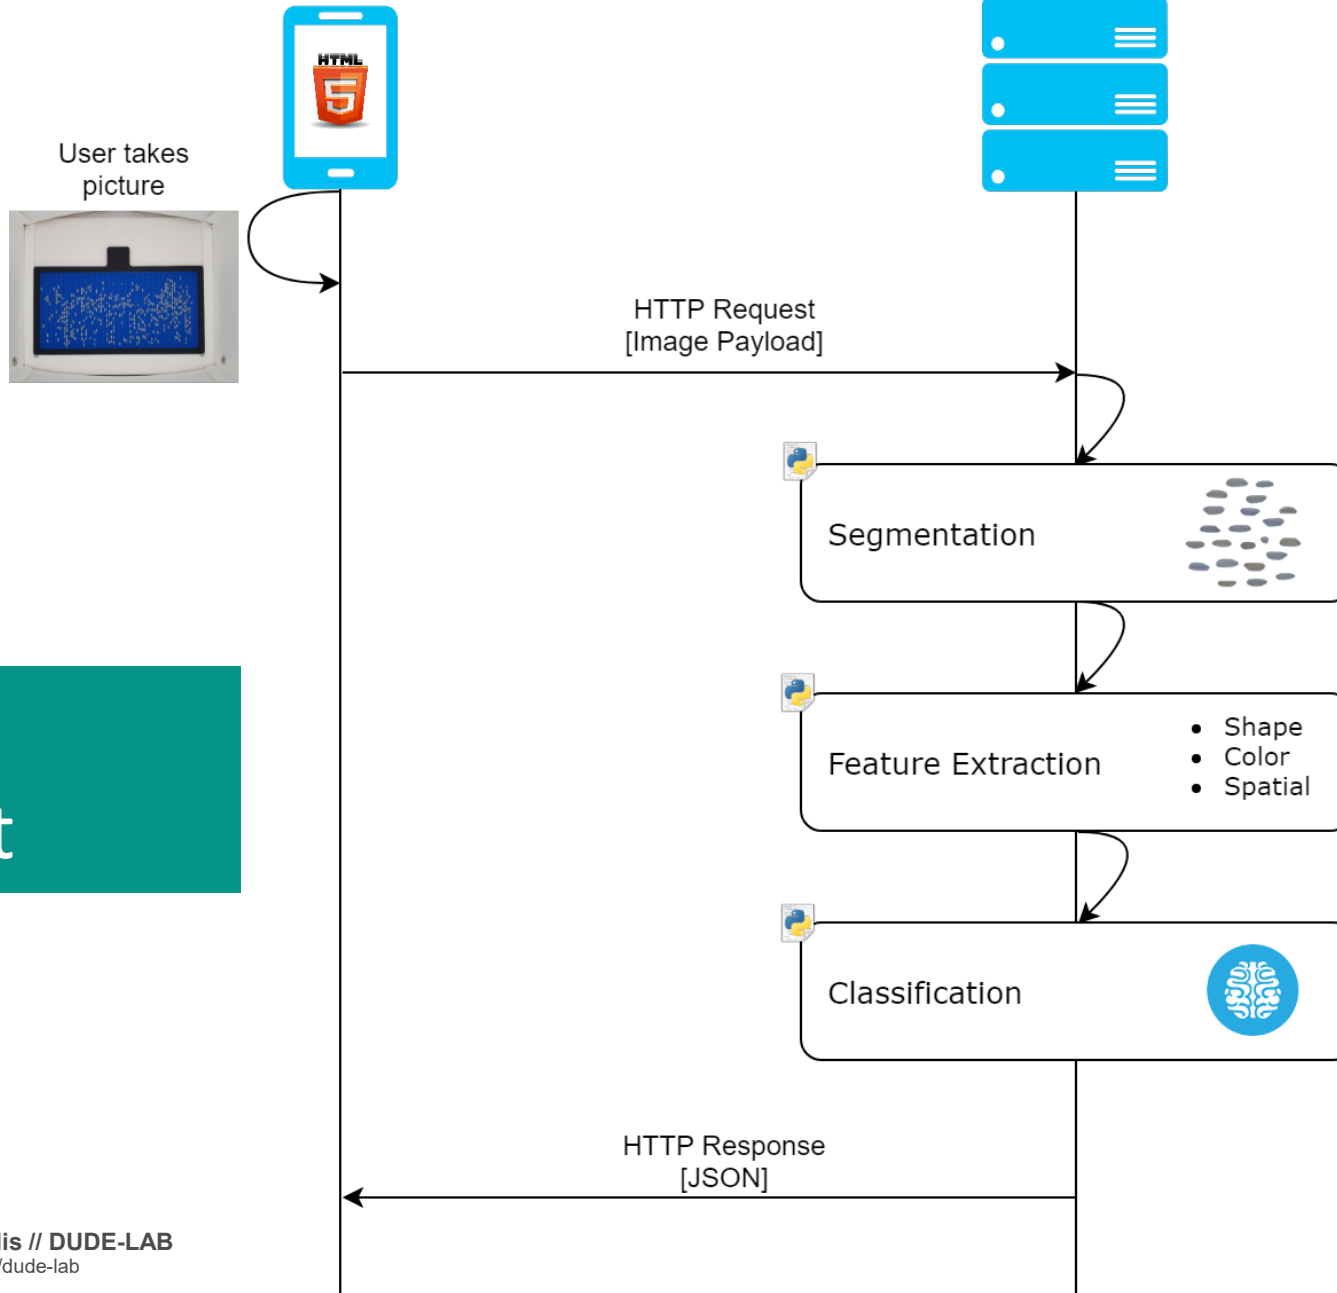 HTML
5
User takes
picture
HTTP Request
[Image Payload]
Segmentation
Feature Extraction
• Shape
• Color
• Spatial
Classification
HTTP Response
[JSON]
t
lis // DUDE-LAB
/dude-lab